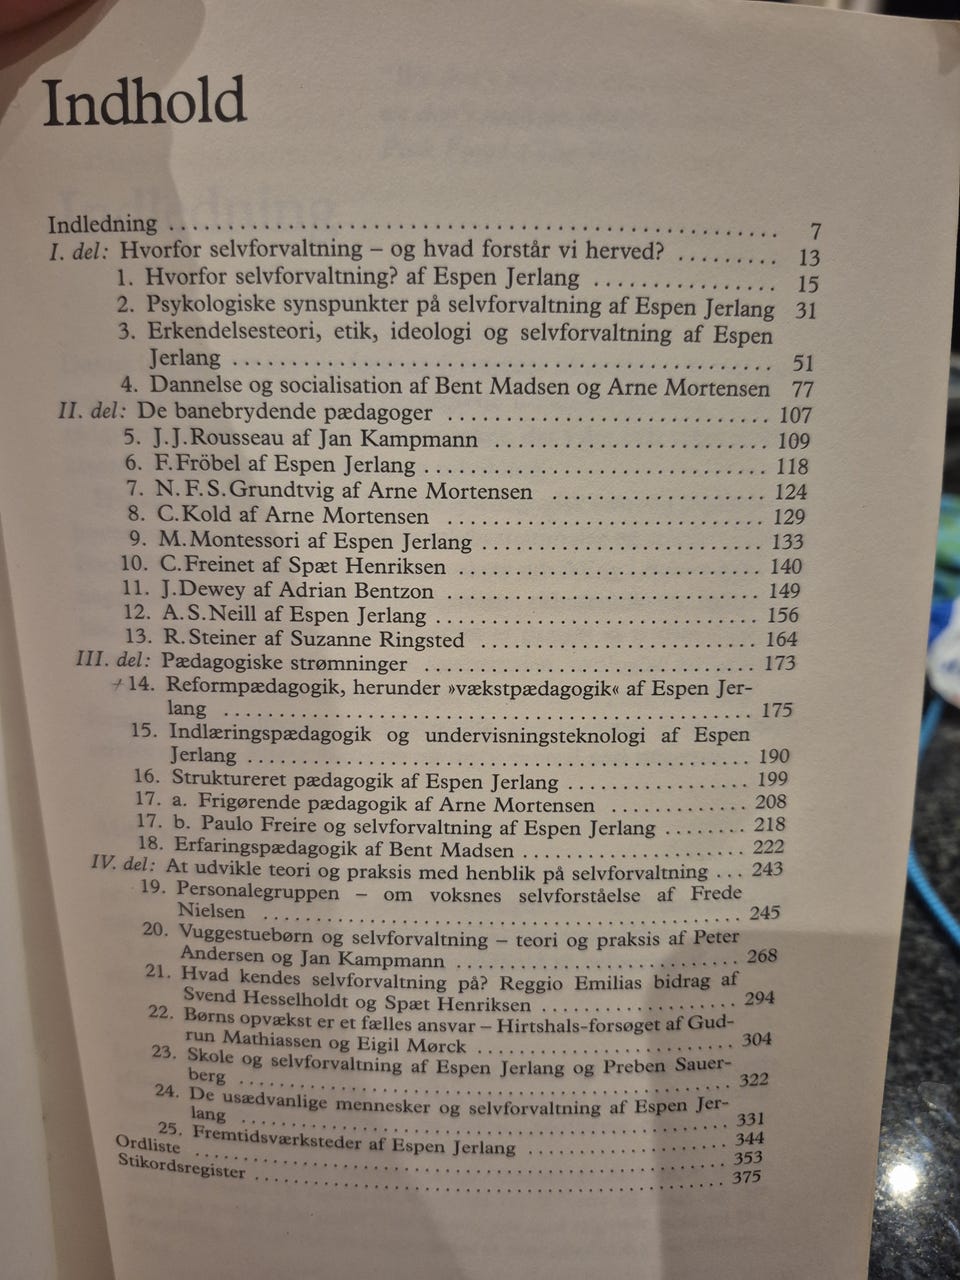 Indhold
Indledning ........................................ 7
I. del: Hvorfor selvforvaltning – og hvad forstår vi herved? ......... 13
1. Hvorfor selvforvaltning? af Espen Jerlang ................ 15
2. Psykologiske synspunkter på selvforvaltning af Espen Jerlang 31
3. Erkendelsesteori, etik, ideologi og selvforvaltning af Espen
Jerlang ........................................ 51
4. Dannelse og socialisation af Bent Madsen og Arne Mortensen 77
II. del: De banebrydende pædagoger ........................ 107
5. J.J.Rousseau af Jan Kampmann .................... 109
6. F.Fröbel af Espen Jerlang ......................... 118
7. N.F.S.Grundtvig af Arne Mortensen ................ 124
8. C.Kold af Arne Mortensen ........................ 129
9. M.Montessori af Espen Jerlang ..................... 133
10. C.Freinet af Spæt Henriksen ....................... 140
11. J.Dewey af Adrian Bentzon ........................ 149
12. A.S.Neill af Espen Jerlang ......................... 156
13. R.Steiner af Suzanne Ringsted ..................... 164
III. del: Pædagogiske strømninger ......................... 173
14. Reformpædagogik, herunder »vækstpædagogik« af Espen Jer-
lang ........................................ 175
15. Indlæringspædagogik og undervisningsteknologi af Espen
Jerlang ...................................... 190
16. Struktureret pædagogik af Espen Jerlang .............. 199
17. a. Frigørende pædagogik af Arne Mortensen .......... 208
17. b. Paulo Freire og selvforvaltning af Espen Jerlang ........ 218
18. Erfaringspædagogik af Bent Madsen .................. 222
IV. del: At udvikle teori og praksis med henblik på selvforvaltning ... 243
19. Personalegruppen – om voksnes selvforståelse af Frede
Nielsen ...................................... 245
20. Vuggestuebørn og selvforvaltning – teori og praksis af Peter
Andersen og Jan Kampmann ....................... 268
21. Hvad kendes selvforvaltning på? Reggio Emilias bidrag af
Svend Hesselholdt og Spæt Henriksen ................ 294
22. Børns opvækst er et fælles ansvar – Hirtshals-forsøget af Gud-
run Mathiassen og Eigil Mørck ..................... 304
23. Skole og selvforvaltning af Espen Jerlang og Preben Sauer-
berg ........................................ 322
24. De usædvanlige mennesker og selvforvaltning af Espen Jer-
lang ........................................ 331
25. Fremtidsværksteder af Espen Jerlang ................. 344
Ordliste ........................................... 353
Stikordsregister ..................................... 375